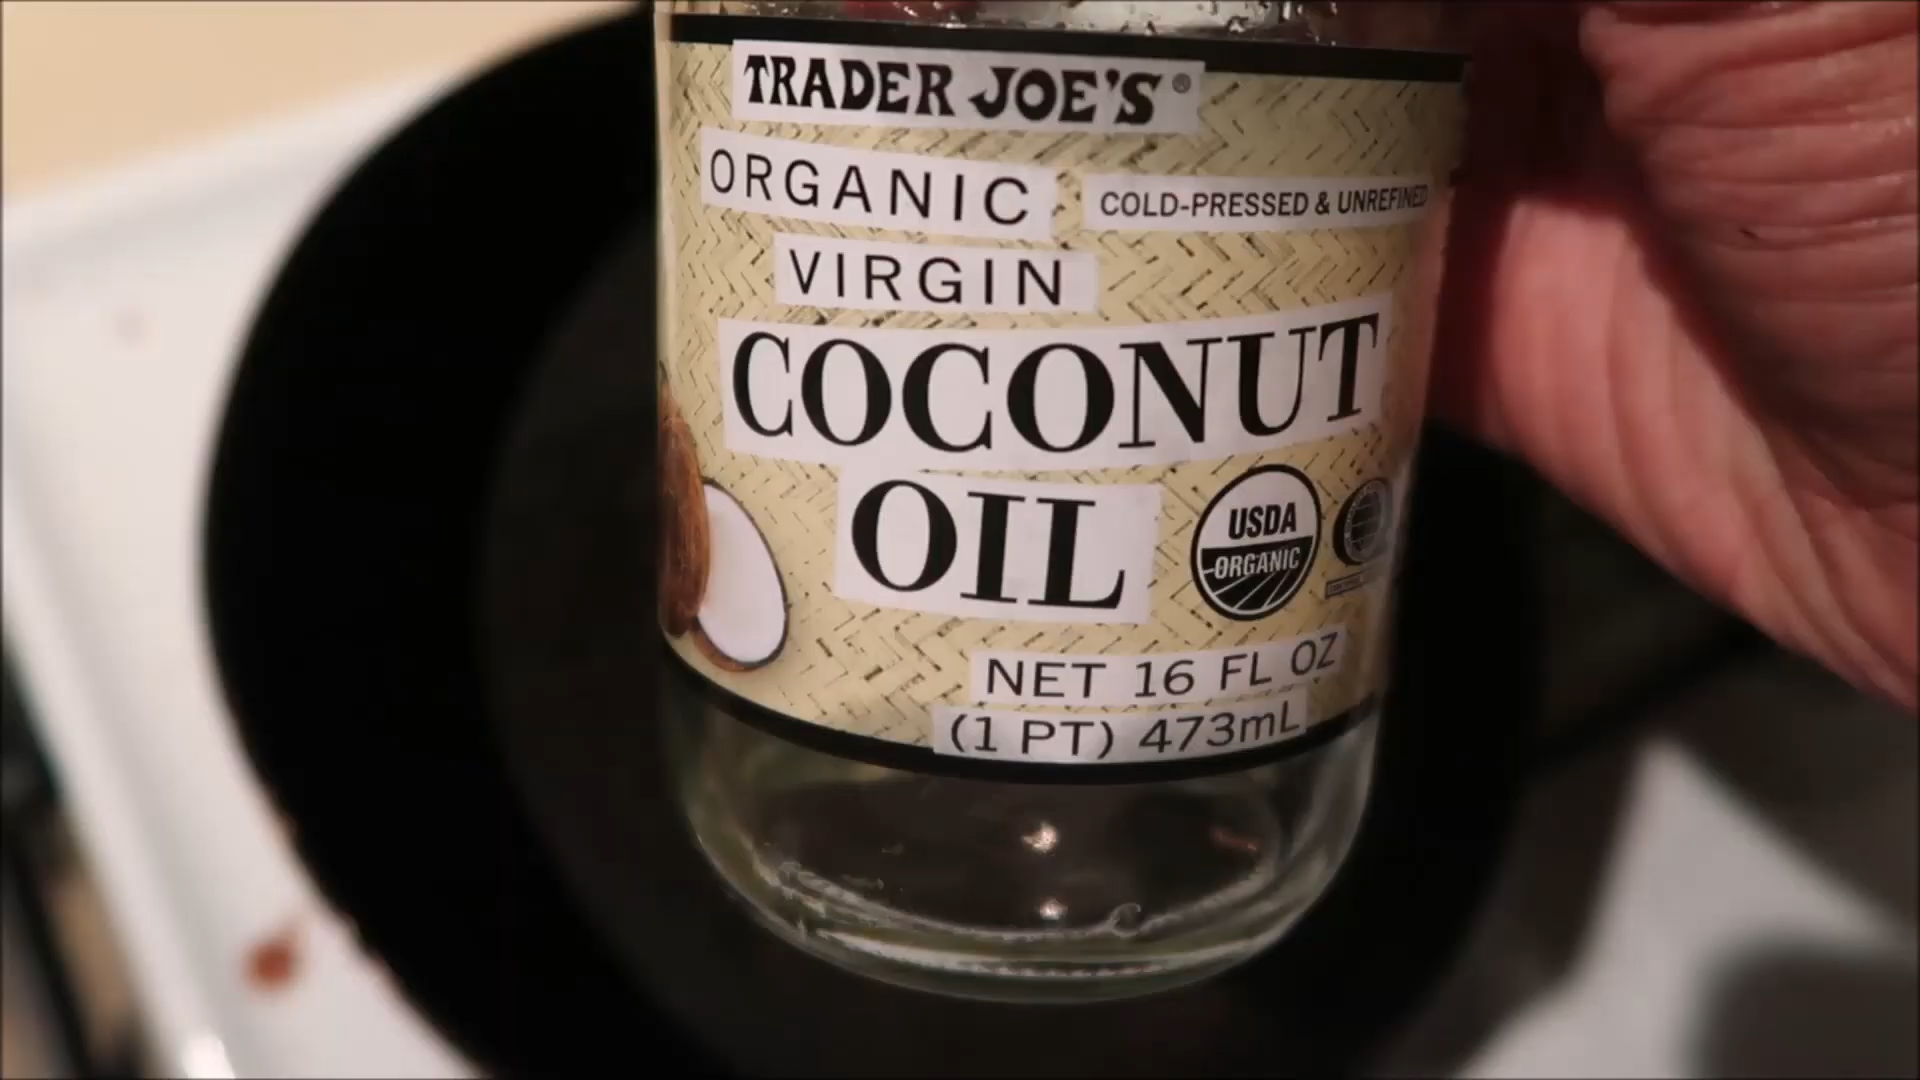 TRADER JOE'S®
ORGANIC
COLD-PRESSED & UNREFINED
VIRGIN
COCONUT
OIL
USDA
ORGANIC
NET 16 FL OZ
(1 PT) 473mL